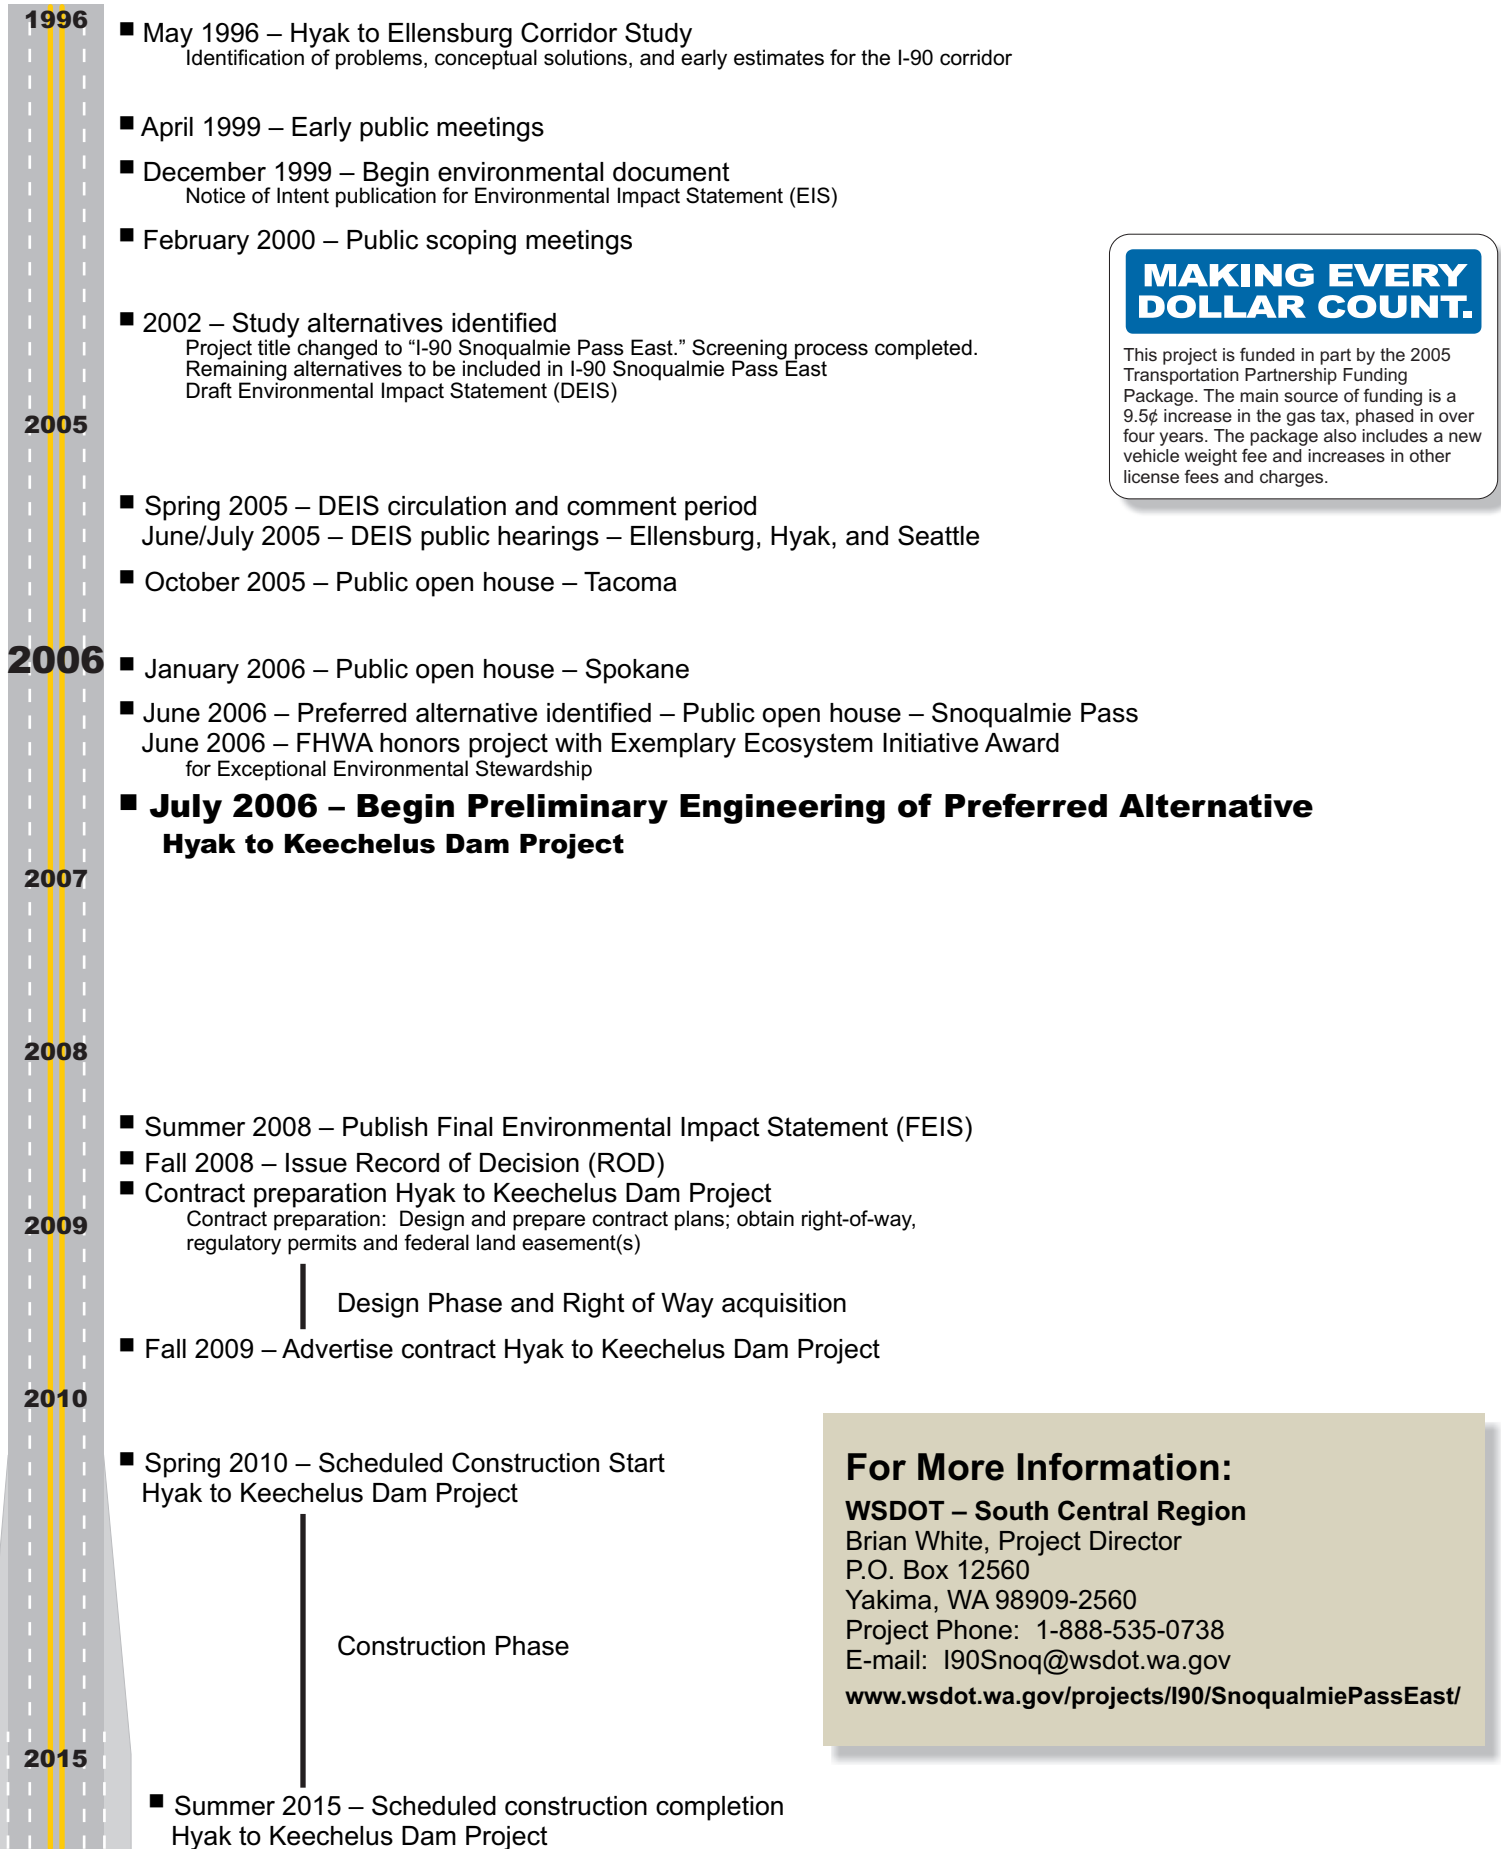 1996
■ May 1996 – Hyak to Ellensburg Corridor Study
Identification of problems, conceptual solutions, and early estimates for the I-90 corridor
■ April 1999 – Early public meetings
■ December 1999 – Begin environmental document
Notice of Intent publication for Environmental Impact Statement (EIS)
■ February 2000 – Public scoping meetings
■ 2002 – Study alternatives identified
Project title changed to “I-90 Snoqualmie Pass East.” Screening process completed.
Remaining alternatives to be included in I-90 Snoqualmie Pass East
Draft Environmental Impact Statement (DEIS)
MAKING EVERY
DOLLAR COUNT.
This project is funded in part by the 2005
Transportation Partnership Funding
Package. The main source of funding is a
9.5¢ increase in the gas tax, phased in over
four years. The package also includes a new
vehicle weight fee and increases in other
license fees and charges.
2005
■ Spring 2005 – DEIS circulation and comment period
June/July 2005 – DEIS public hearings – Ellensburg, Hyak, and Seattle
■ October 2005 – Public open house – Tacoma
2006
■ January 2006 – Public open house – Spokane
■ June 2006 – Preferred alternative identified – Public open house – Snoqualmie Pass
June 2006 – FHWA honors project with Exemplary Ecosystem Initiative Award
for Exceptional Environmental Stewardship
■ July 2006 – Begin Preliminary Engineering of Preferred Alternative
Hyak to Keechelus Dam Project
2007
2008
■ Summer 2008 – Publish Final Environmental Impact Statement (FEIS)
■ Fall 2008 – Issue Record of Decision (ROD)
■ Contract preparation Hyak to Keechelus Dam Project
Contract preparation: Design and prepare contract plans; obtain right-of-way,
regulatory permits and federal land easement(s)
2009
Design Phase and Right of Way acquisition
■ Fall 2009 – Advertise contract Hyak to Keechelus Dam Project
2010
■ Spring 2010 – Scheduled Construction Start
Hyak to Keechelus Dam Project
Construction Phase
For More Information:
WSDOT – South Central Region
Brian White, Project Director
P.O. Box 12560
Yakima, WA 98909-2560
Project Phone: 1-888-535-0738
E-mail: I90Snoq@wsdot.wa.gov
www.wsdot.wa.gov/projects/I90/SnoqualmiePassEast/
2015
■ Summer 2015 – Scheduled construction completion
Hyak to Keechelus Dam Project